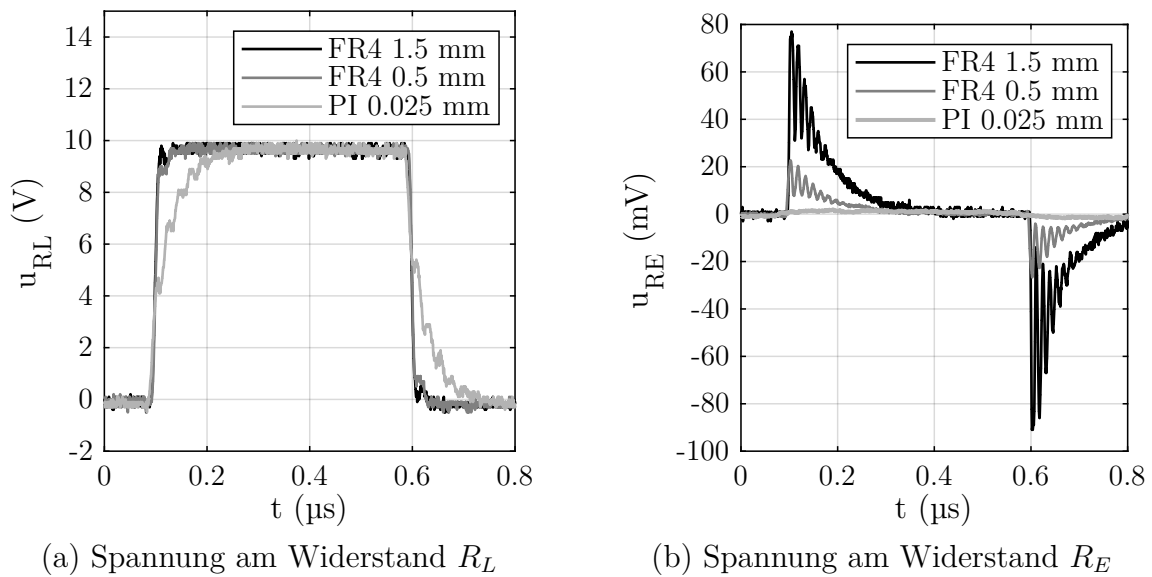 14
12
10
8
6
4
2
0
-2
u_RL (V)
FR4 1.5 mm
FR4 0.5 mm
PI 0.025 mm
0 0.2 0.4 0.6 0.8
t (µs)
(a) Spannung am Widerstand R_L
80
60
40
20
0
-20
-40
-60
-80
-100
u_RE (mV)
FR4 1.5 mm
FR4 0.5 mm
PI 0.025 mm
0 0.2 0.4 0.6 0.8
t (µs)
(b) Spannung am Widerstand R_E